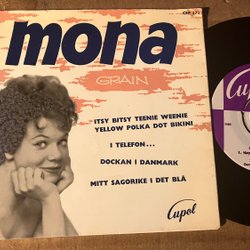 mona
GRAIN
ITSY BITSY TEENIE WEENIE
YELLOW POLKA DOT BIKINI
I TELEFON...
DOCKAN I DANMARK
MITT SAGORIKE I DET BLÅ
Cupol
Cupol